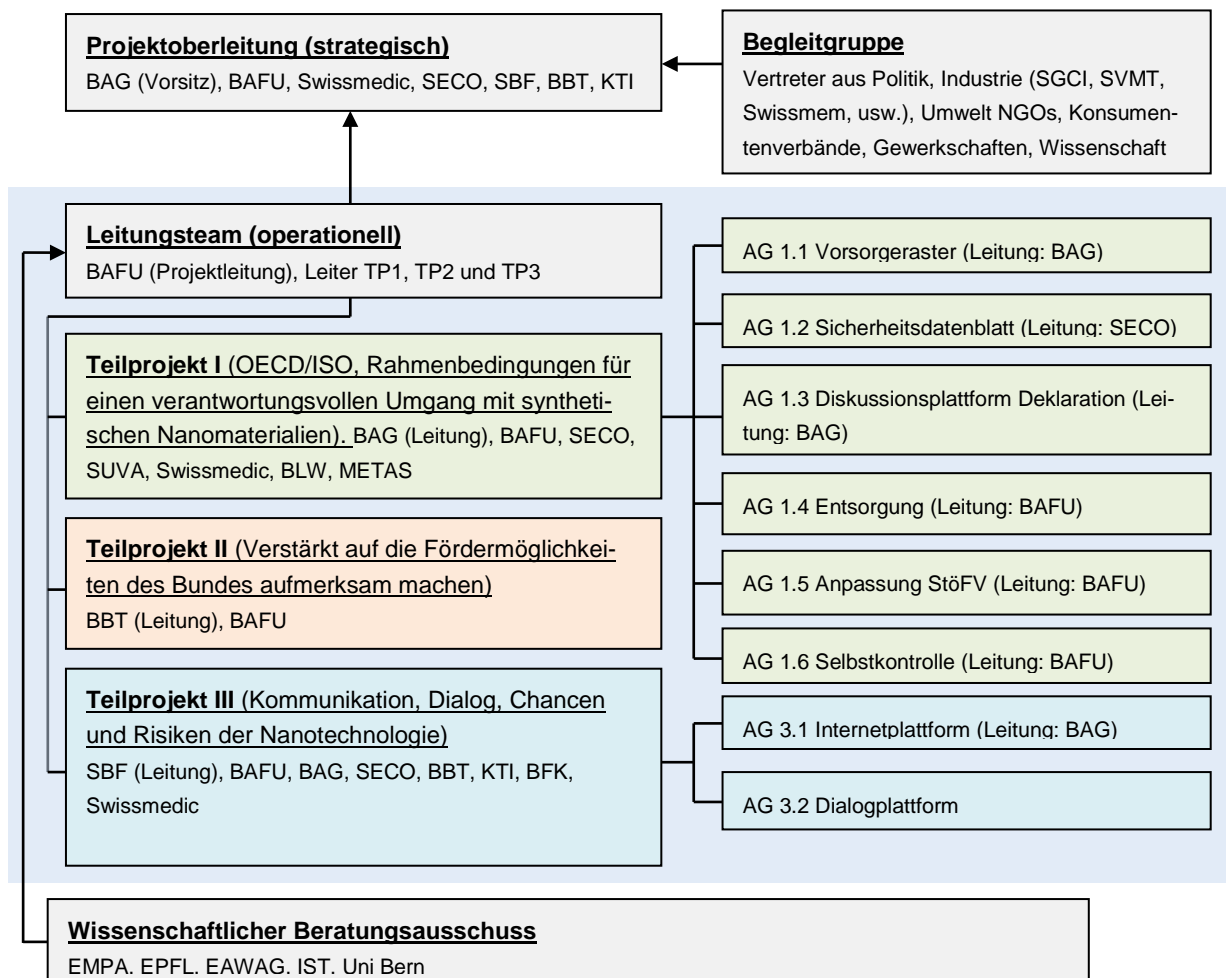 Projektoberleitung (strategisch)
BAG (Vorsitz), BAFU, Swissmedic, SECO, SBF, BBT, KTI
Begleitgruppe
Vertreter aus Politik, Industrie (SGCI, SVMT,
Swissmem, usw.), Umwelt NGOs, Konsumen-
tenverbände, Gewerkschaften, Wissenschaft
Leitungsteam (operationell)
BAFU (Projektleitung), Leiter TP1, TP2 und TP3
Teilprojekt I (OECD/ISO, Rahmenbedingungen für
einen verantwortungsvollen Umgang mit syntheti-
schen Nanomaterialien). BAG (Leitung), BAFU, SECO,
SUVA, Swissmedic, BLW, METAS
Teilprojekt II (Verstärkt auf die Fördermöglichkei-
ten des Bundes aufmerksam machen)
BBT (Leitung), BAFU
Teilprojekt III (Kommunikation, Dialog, Chancen
und Risiken der Nanotechnologie)
SBF (Leitung), BAFU, BAG, SECO, BBT, KTI, BFK,
Swissmedic
AG 1.1 Vorsorgeraster (Leitung: BAG)
AG 1.2 Sicherheitsdatenblatt (Leitung: SECO)
AG 1.3 Diskussionsplattform Deklaration (Lei-
tung: BAG)
AG 1.4 Entsorgung (Leitung: BAFU)
AG 1.5 Anpassung StöFV (Leitung: BAFU)
AG 1.6 Selbstkontrolle (Leitung: BAFU)
AG 3.1 Internetplattform (Leitung: BAG)
AG 3.2 Dialogplattform
Wissenschaftlicher Beratungsausschuss
EMPA, EPFL, EAWAG, IST, Uni Bern